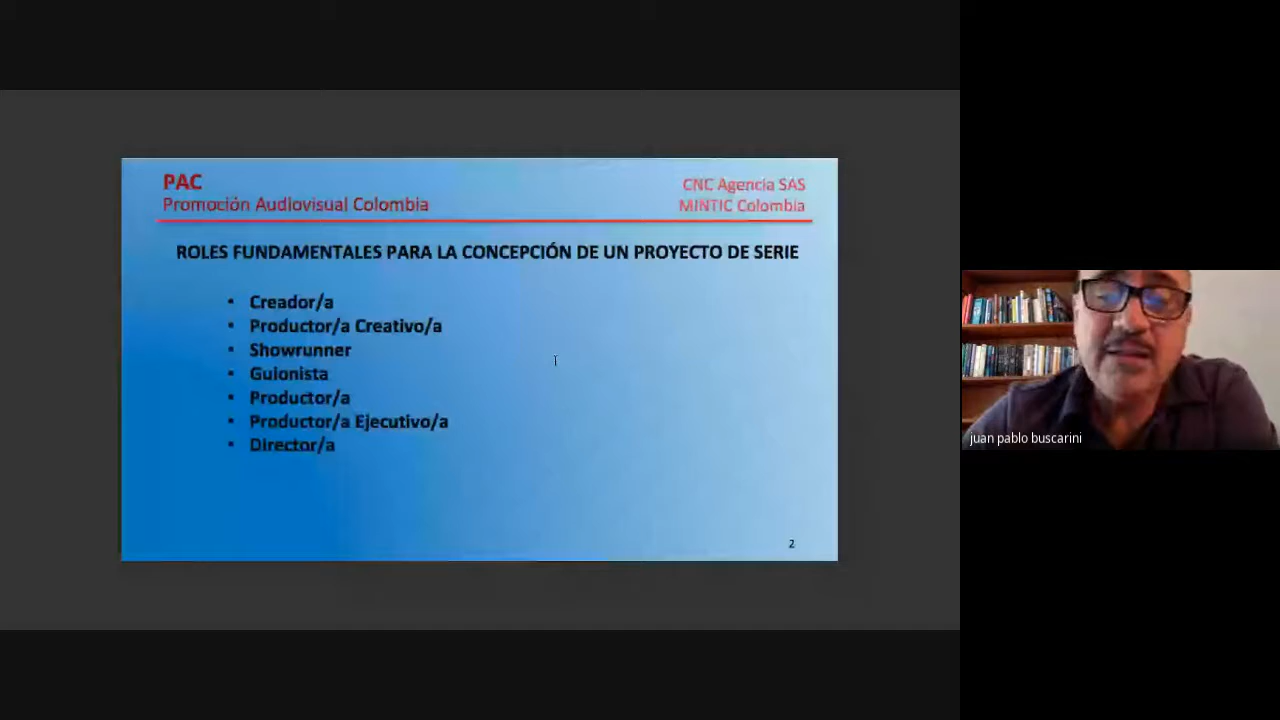 PAC
Promoción Audiovisual Colombia
CNC Agencia SAS
MINTIC Colombia
ROLES FUNDAMENTALES PARA LA CONCEPCIÓN DE UN PROYECTO DE SERIE
• Creador/a
• Productor/a Creativo/a
• Showrunner
• Guionista
• Productor/a
• Productor/a Ejecutivo/a
• Director/a
2
juan pablo buscarini